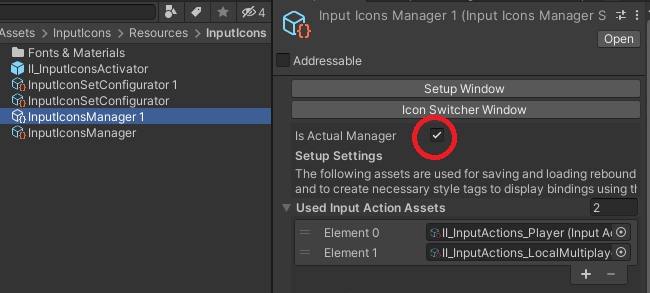 4
Assets › InputIcons › Resources › InputIcons
Fonts & Materials
II_InputIconsActivator
InputIconSetConfigurator 1
InputIconSetConfigurator
InputIconsManager 1
InputIconsManager
Input Icons Manager 1 (Input Icons Manager S
Open
Addressable
Setup Window
Icon Switcher Window
Is Actual Manager
Setup Settings
The following assets are used for saving and loading rebound
and to create necessary style tags to display bindings using th
Used Input Action Assets 2
Element 0 II_InputActions_Player (Input A
Element 1 II_InputActions_LocalMultiplay